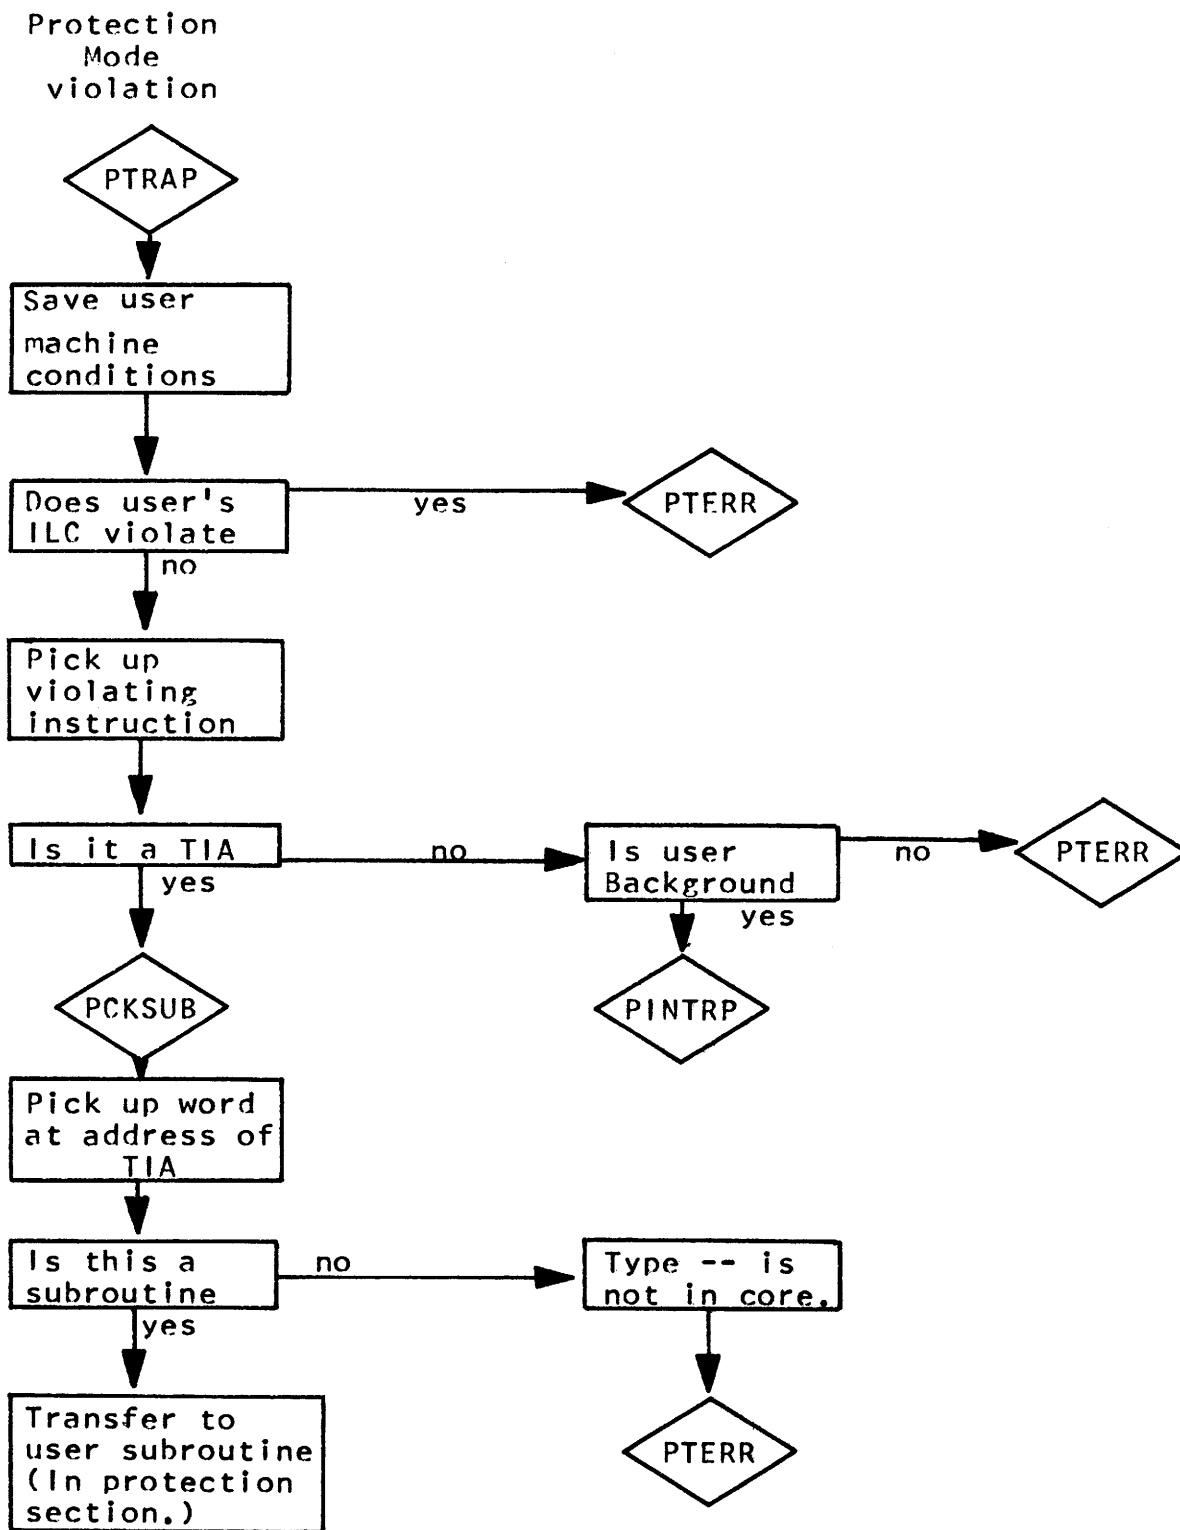 Protection
Mode
violation
PTRAP
Save user
machine
conditions
Does user's
ILC violate
yes
PTERR
no
Pick up
violating
instruction
Is it a TIA
no
Is user
Background
no
PTERR
yes
yes
PCKSUB
PINTRP
Pick up word
at address of
TIA
Is this a
subroutine
no
Type -- is
not in core.
yes
Transfer to
user subroutine
(In protection
section.)
PTERR